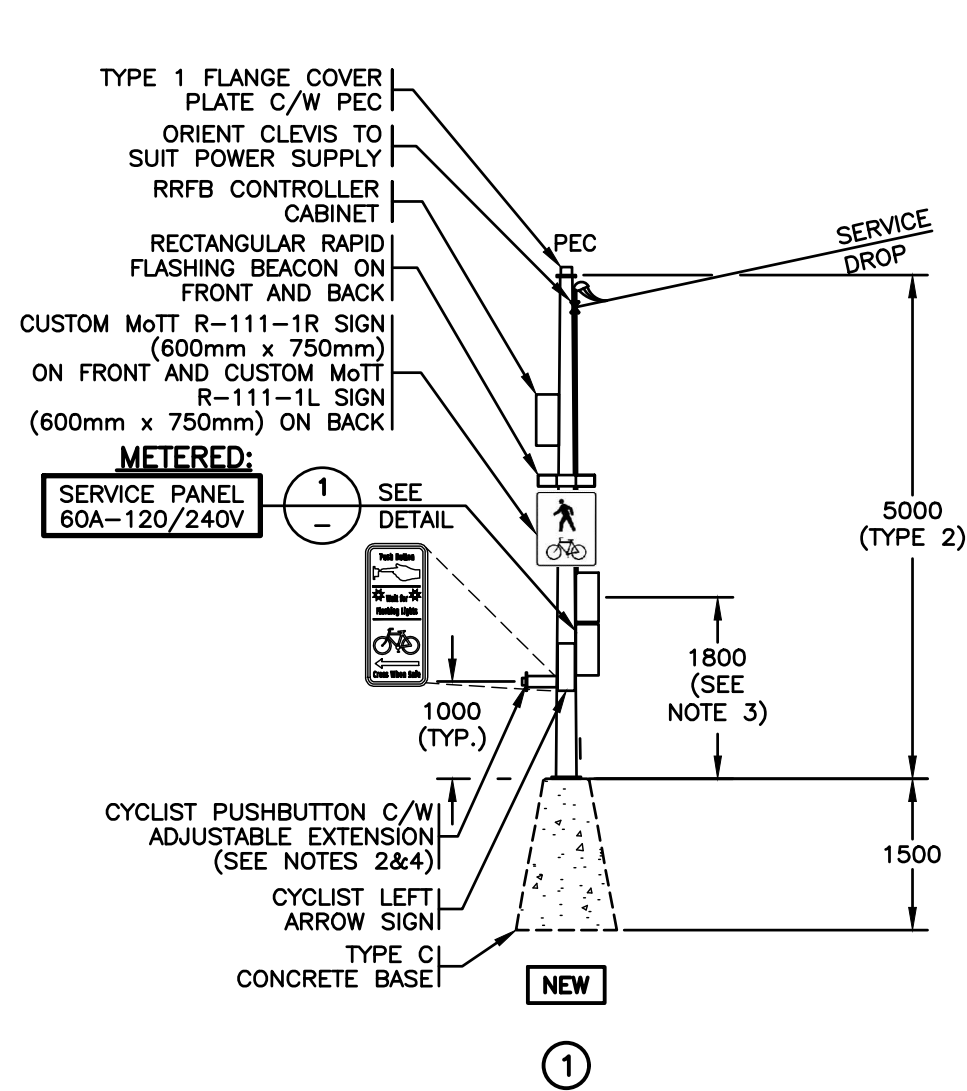 TYPE 1 FLANGE COVER
PLATE C/W PEC
ORIENT CLEVIS TO
SUIT POWER SUPPLY
RRFB CONTROLLER
CABINET
RECTANGULAR RAPID
FLASHING BEACON ON
FRONT AND BACK
CUSTOM MoTT R-111-1R SIGN
(600mm x 750mm)
ON FRONT AND CUSTOM MoTT
R-111-1L SIGN
(600mm x 750mm) ON BACK
METERED:
SERVICE PANEL
60A-120/240V
1
-
SEE
DETAIL
PEC
SERVICE
DROP
5000
(TYPE 2)
Push Button
Wait for
Flashing Lights
Cross When Safe
1800
(SEE
NOTE 3)
1000
(TYP.)
CYCLIST PUSHBUTTON C/W
ADJUSTABLE EXTENSION
(SEE NOTES 2&4)
CYCLIST LEFT
ARROW SIGN
TYPE C
CONCRETE BASE
1500
NEW
1